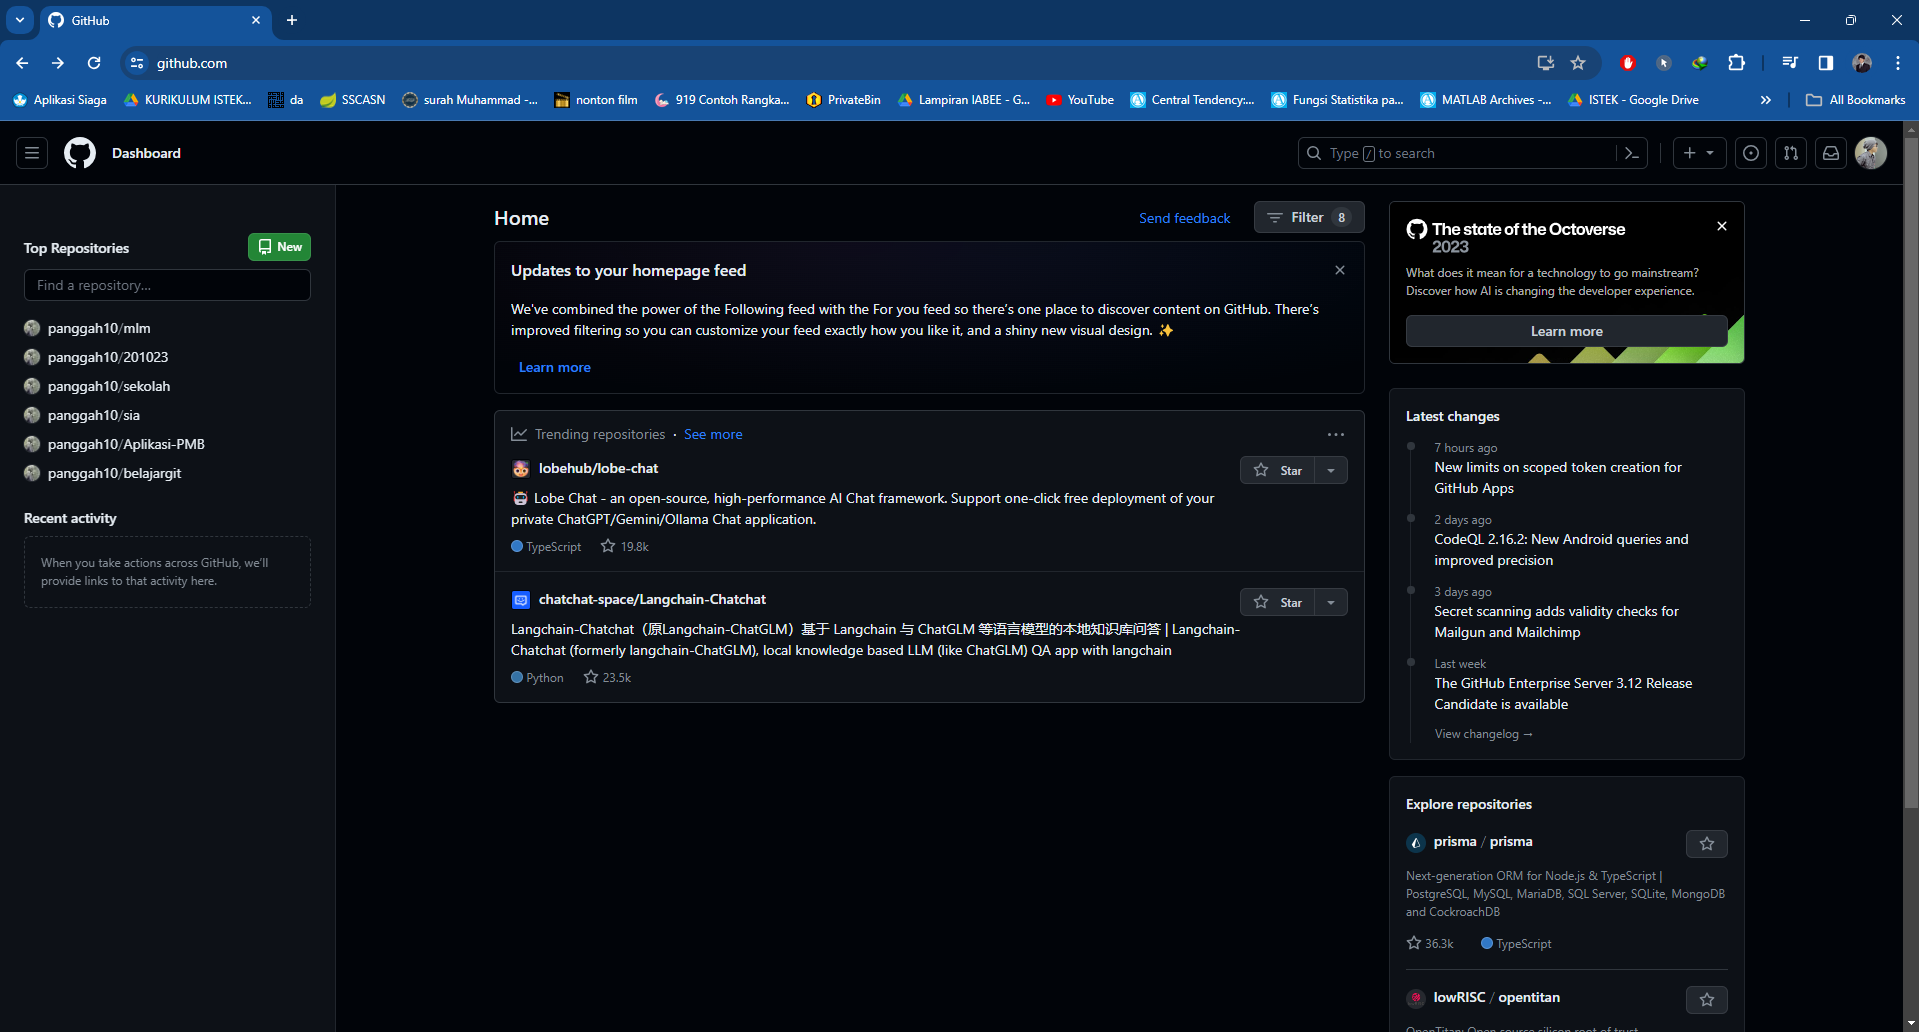 GitHub
github.com
Aplikasi Siaga
KURIKULUM ISTEK...
da
SSCASN
surah Muhammad -...
nonton film
919 Contoh Rangka...
PrivateBin
Lampiran IABEE - G...
YouTube
Central Tendency:...
Fungsi Statistika pa...
MATLAB Archives -...
ISTEK - Google Drive
All Bookmarks
Dashboard
Type / to search
Top Repositories
New
Find a repository...
panggah10/mlm
panggah10/201023
panggah10/sekolah
panggah10/sia
panggah10/Aplikasi-PMB
panggah10/belajargit
Recent activity
When you take actions across GitHub, we'll
provide links to that activity here.
Home
Send feedback
Filter 8
Updates to your homepage feed
We've combined the power of the Following feed with the For you feed so there's one place to discover content on GitHub. There's
improved filtering so you can customize your feed exactly how you like it, and a shiny new visual design. ✨
Learn more
Trending repositories · See more
lobehub/lobe-chat
Star
🤖 Lobe Chat - an open-source, high-performance AI Chat framework. Support one-click free deployment of your
private ChatGPT/Gemini/Ollama Chat application.
TypeScript 19.8k
chatchat-space/Langchain-Chatchat
Star
Langchain-Chatchat（原Langchain-ChatGLM）基于 Langchain 与 ChatGLM 等语言模型的本地知识库问答 | Langchain-
Chatchat (formerly langchain-ChatGLM), local knowledge based LLM (like ChatGLM) QA app with langchain
Python 23.5k
The state of the Octoverse
2023
What does it mean for a technology to go mainstream?
Discover how AI is changing the developer experience.
Learn more
Latest changes
7 hours ago
New limits on scoped token creation for
GitHub Apps
2 days ago
CodeQL 2.16.2: New Android queries and
improved precision
3 days ago
Secret scanning adds validity checks for
Mailgun and Mailchimp
Last week
The GitHub Enterprise Server 3.12 Release
Candidate is available
View changelog →
Explore repositories
prisma / prisma
Next-generation ORM for Node.js & TypeScript |
PostgreSQL, MySQL, MariaDB, SQL Server, SQLite, MongoDB
and CockroachDB
36.3k TypeScript
lowRISC / opentitan
OpenTitan: Open source silicon root of trust